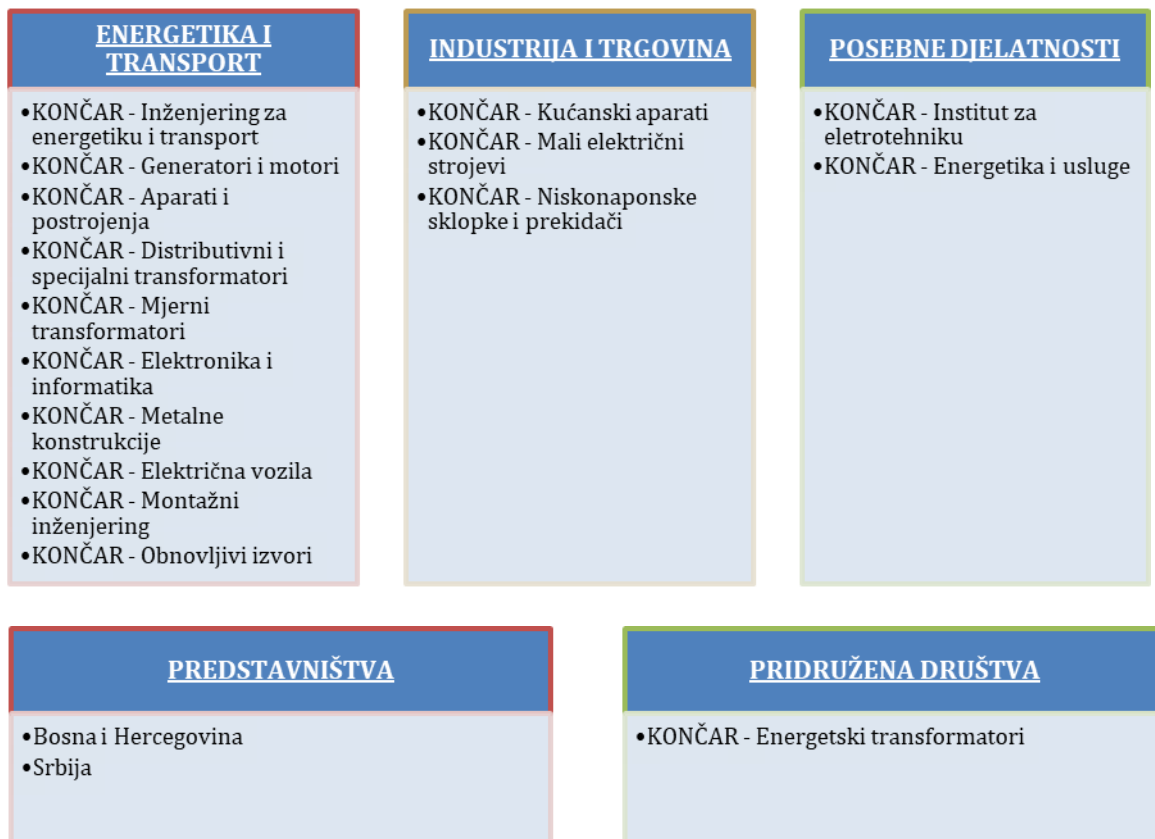 ENERGETIKA I
TRANSPORT
•KONČAR - Inženjering za
energetiku i transport
•KONČAR - Generatori i motori
•KONČAR - Aparati i
postrojenja
•KONČAR - Distributivni i
specijalni transformatori
•KONČAR - Mjerni
transformatori
•KONČAR - Elektronika i
informatika
•KONČAR - Metalne
konstrukcije
•KONČAR - Električna vozila
•KONČAR - Montažni
inženjering
•KONČAR - Obnovljivi izvori
INDUSTRIJA I TRGOVINA
•KONČAR - Kućanski aparati
•KONČAR - Mali električni
strojevi
•KONČAR - Niskonaponske
sklopke i prekidači
POSEBNE DJELATNOSTI
•KONČAR - Institut za
eletrotehniku
•KONČAR - Energetika i usluge
PREDSTAVNIŠTVA
•Bosna i Hercegovina
•Srbija
PRIDRUŽENA DRUŠTVA
•KONČAR - Energetski transformatori